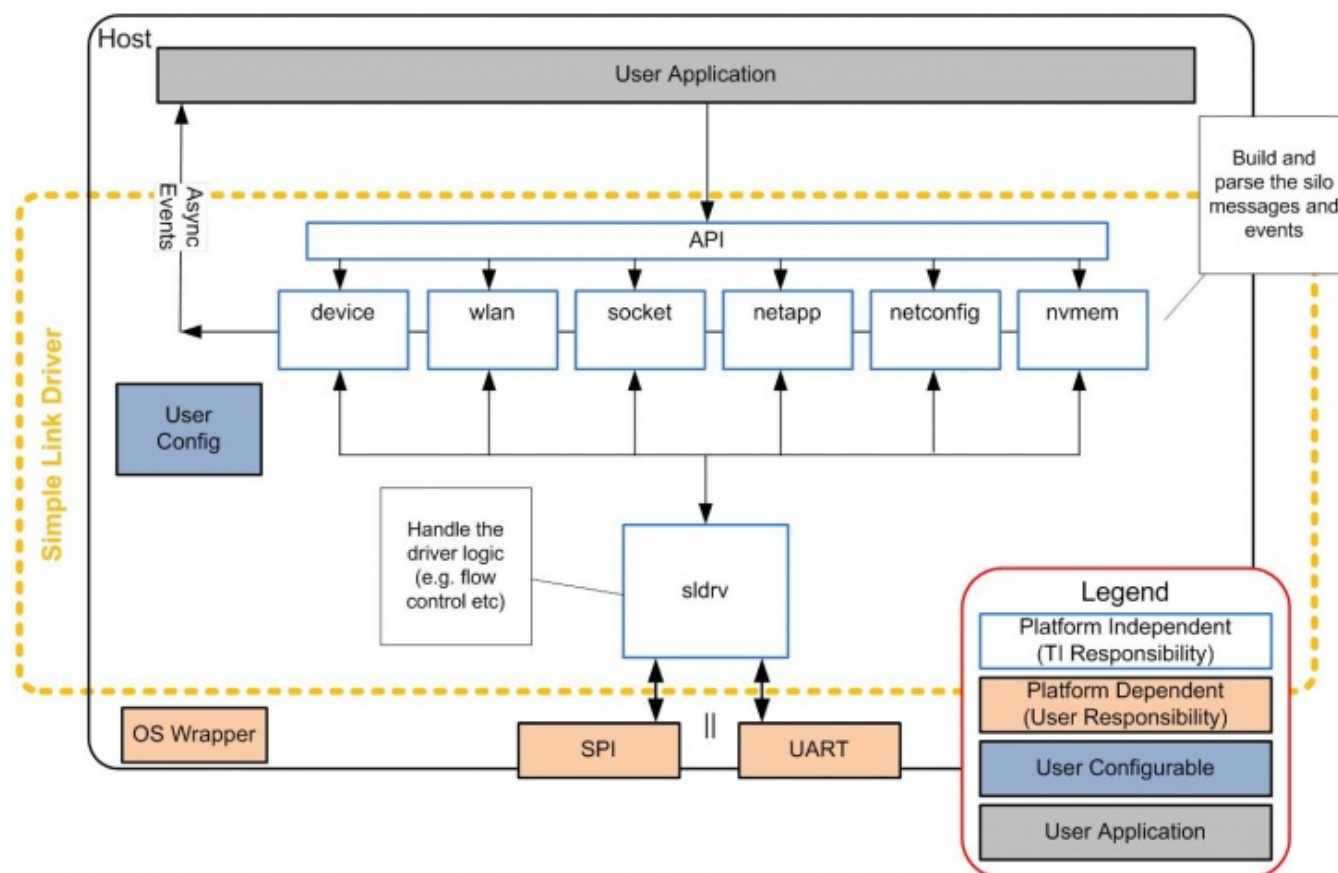 Host
User Application
Async
Events
Build and
parse the silo
messages and
events
API
device
wlan
socket
netapp
netconfig
nvmem
Simple Link Driver
User
Config
Handle the
driver logic
(e.g. flow
control etc)
sldrv
OS Wrapper
SPI
||
UART
Legend
Platform Independent
(TI Responsibility)
Platform Dependent
(User Responsibility)
User Configurable
User Application